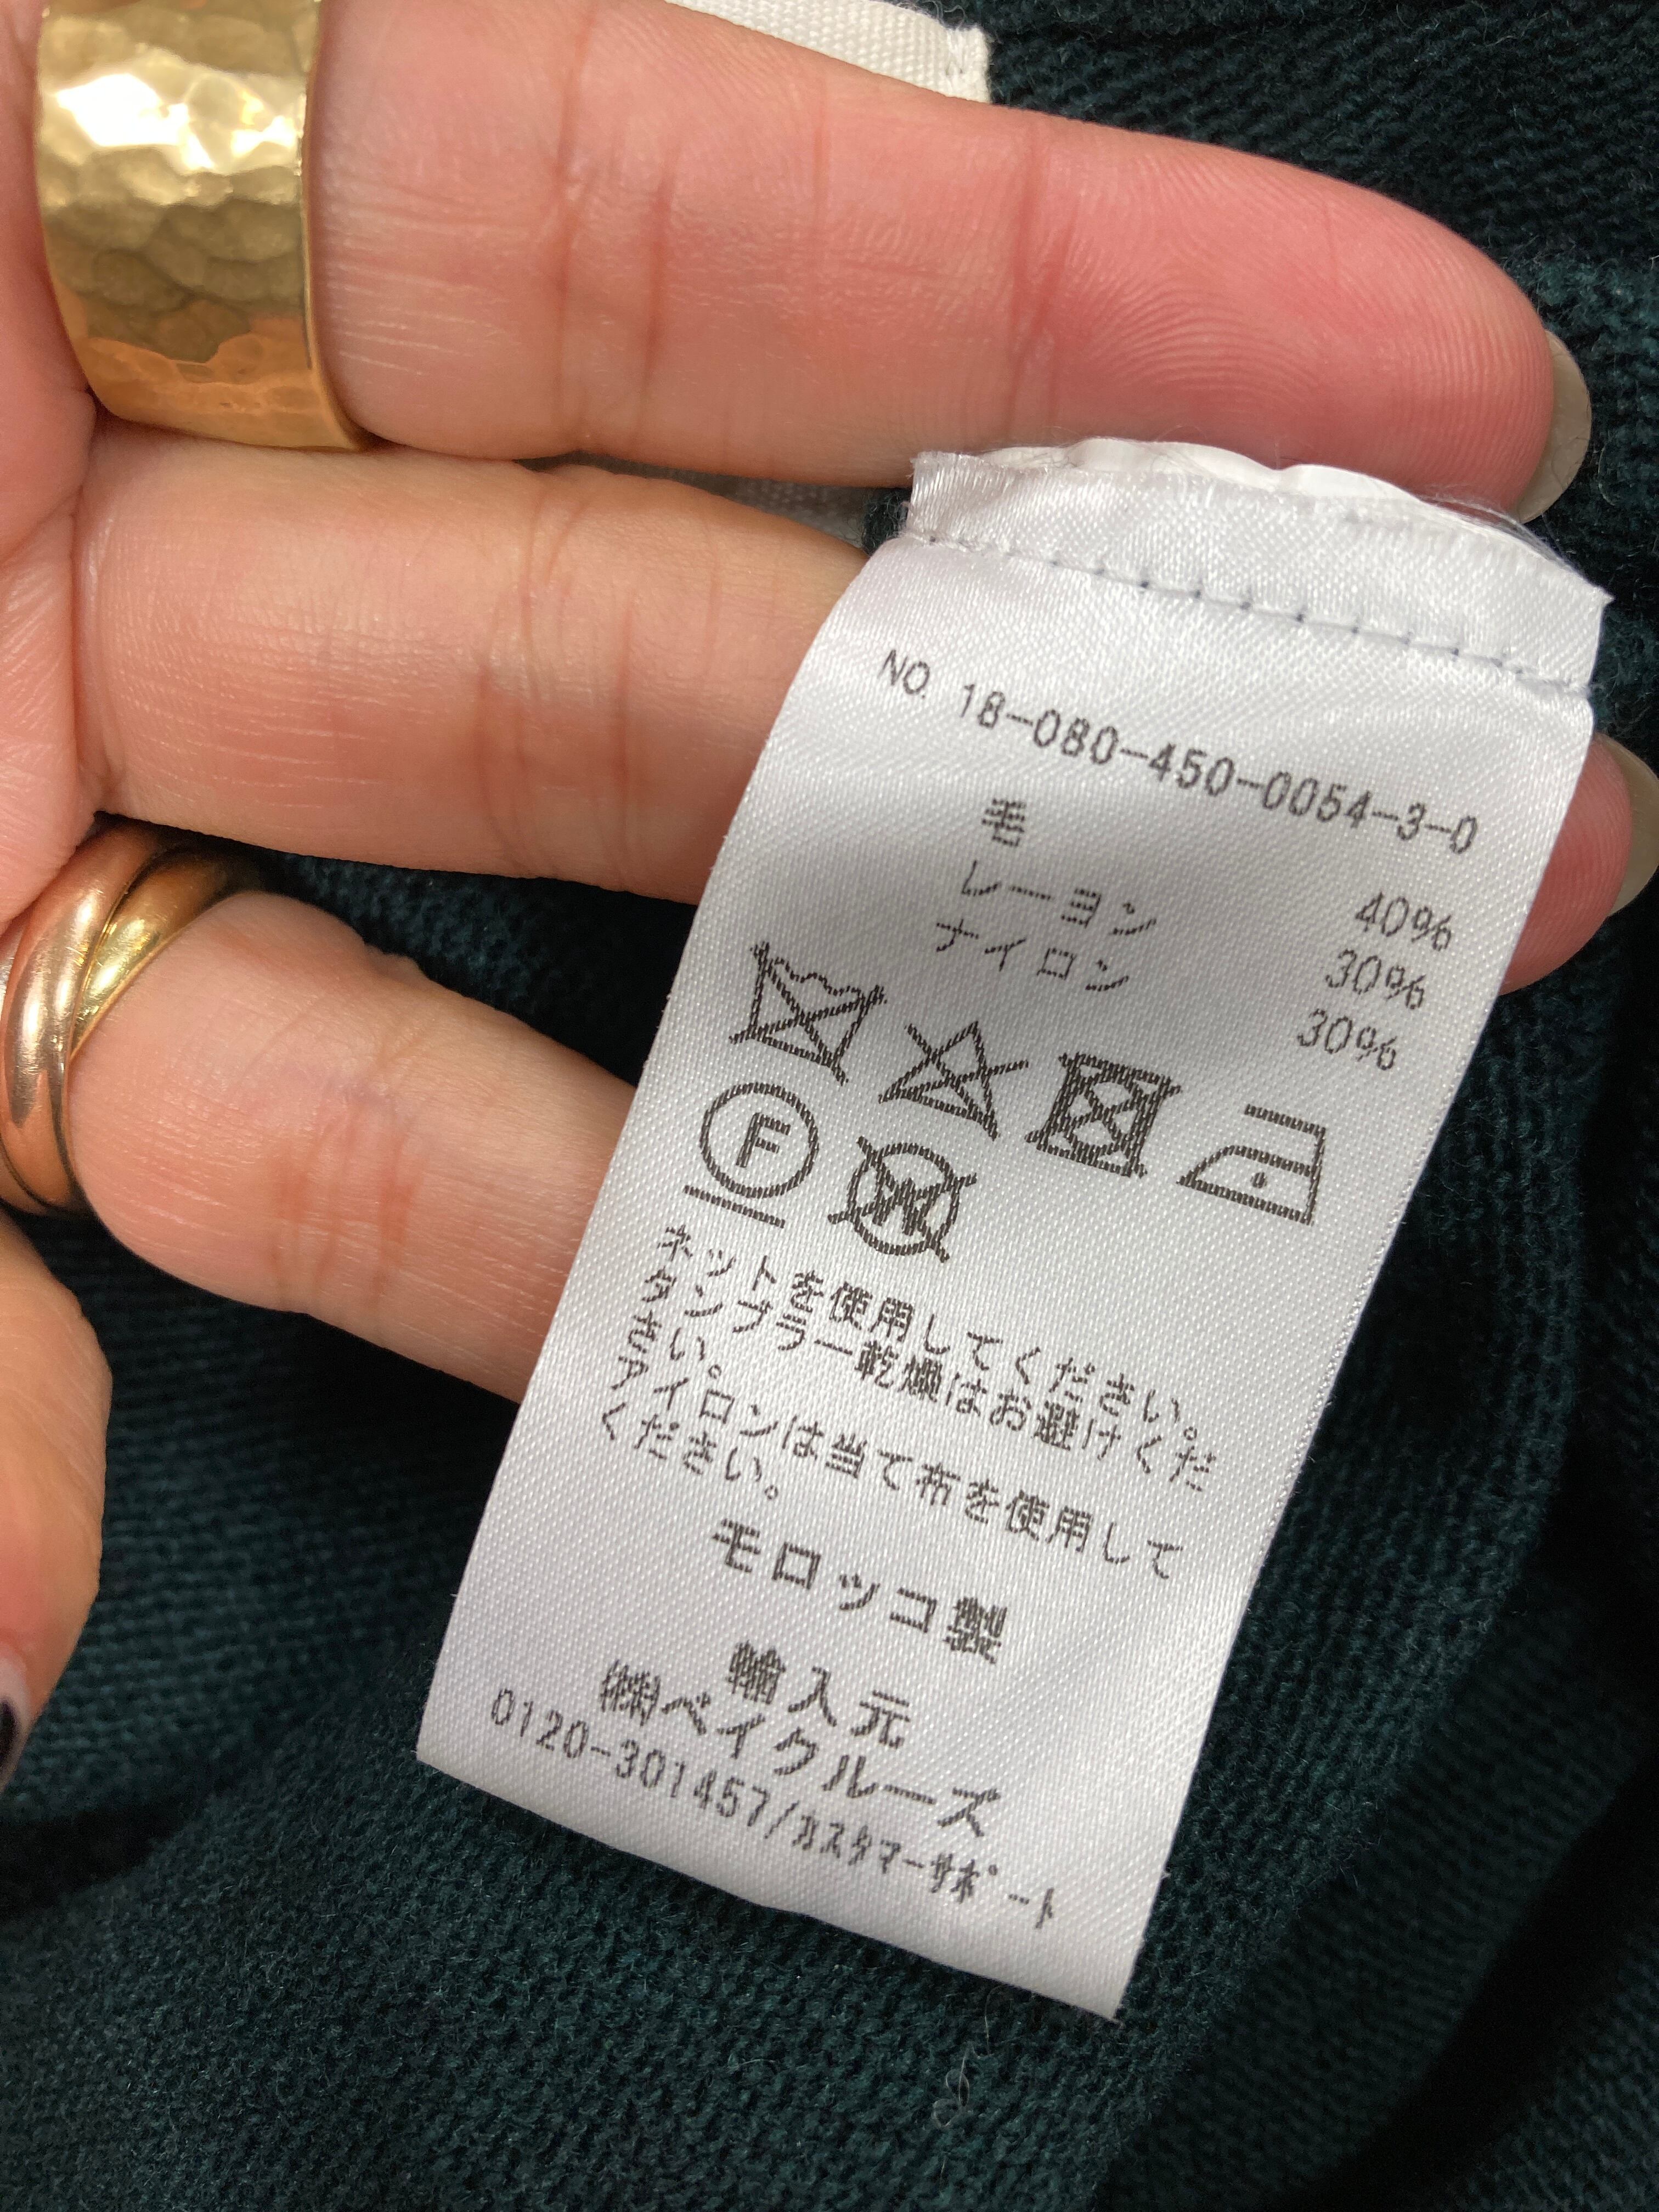 NO. 18-080-450-0054-3-0
毛 40%
レーヨン 30%
ナイロン 30%
F
W
ネットを使用してください。
タンブラー乾燥はお避けくだ
さい。
アイロンは当て布を使用して
ください。
モロッコ製
輸入元
㈱ベイクルーズ
0120-301457/ｶｽﾀﾏｰｻﾎﾟｰﾄ